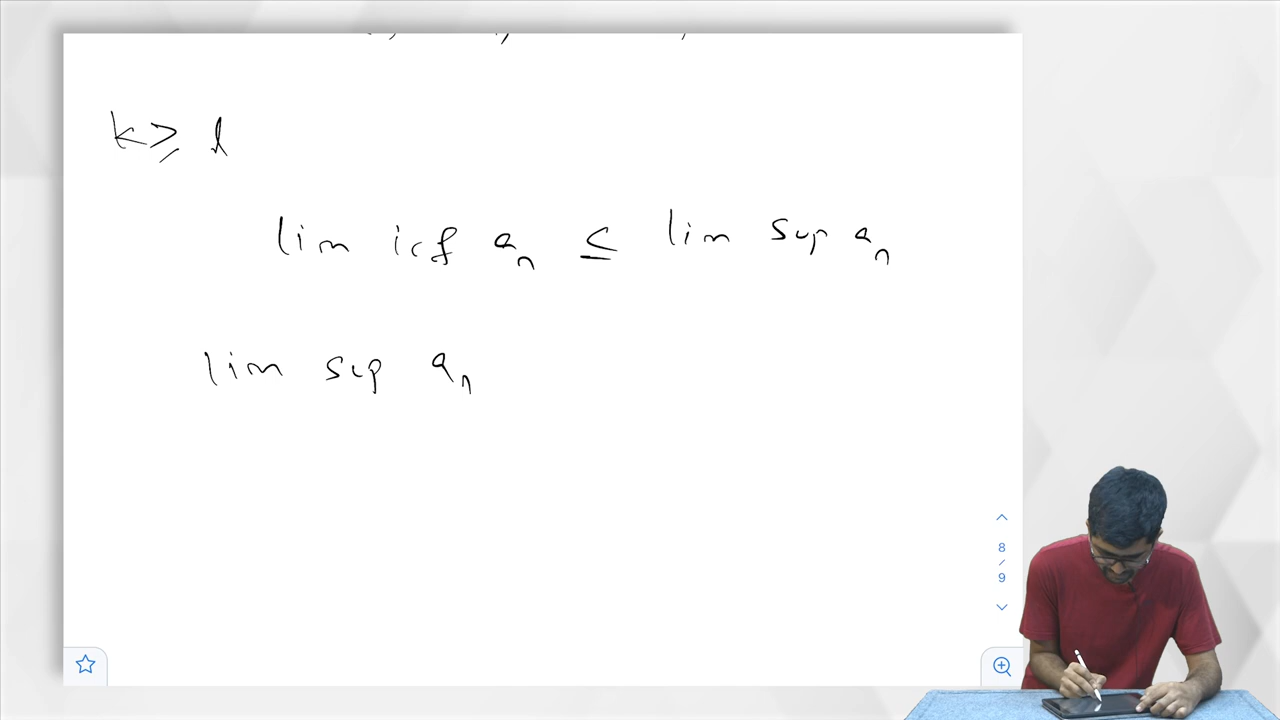 k ≥ l
lim inf aₙ ≤ lim sup aₙ
lim sup aₙ
8
/
9